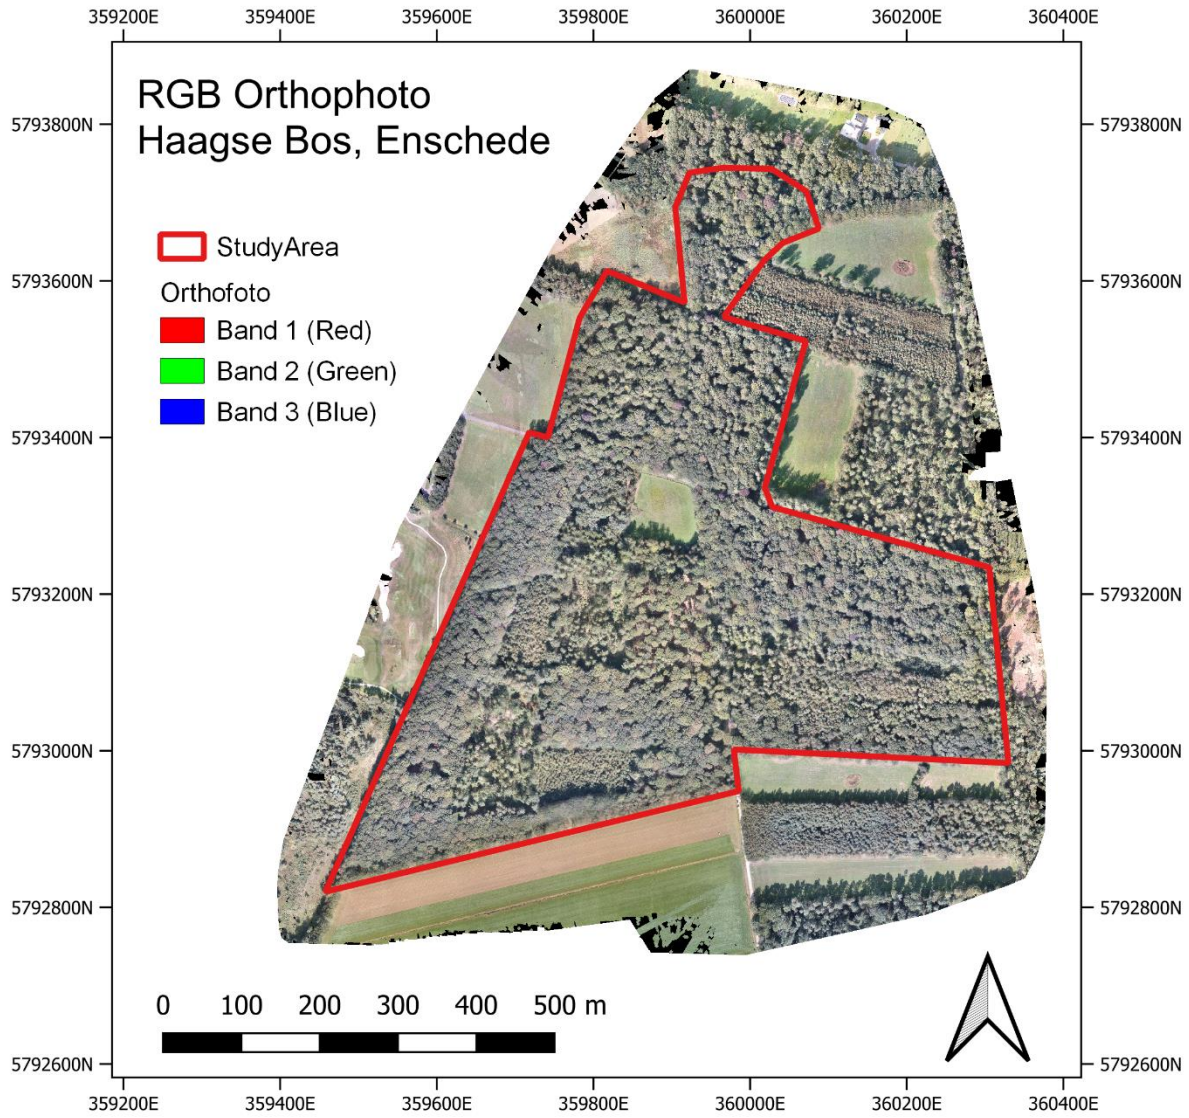 359200E 359400E 359600E 359800E 360000E 360200E 360400E
RGB Orthophoto
Haagse Bos, Enschede
StudyArea
Orthofoto
Band 1 (Red)
Band 2 (Green)
Band 3 (Blue)
5793800N 5793800N
5793600N 5793600N
5793400N 5793400N
5793200N 5793200N
5793000N 5793000N
5792800N 5792800N
0 100 200 300 400 500 m
5792600N 5792600N
359200E 359400E 359600E 359800E 360000E 360200E 360400E